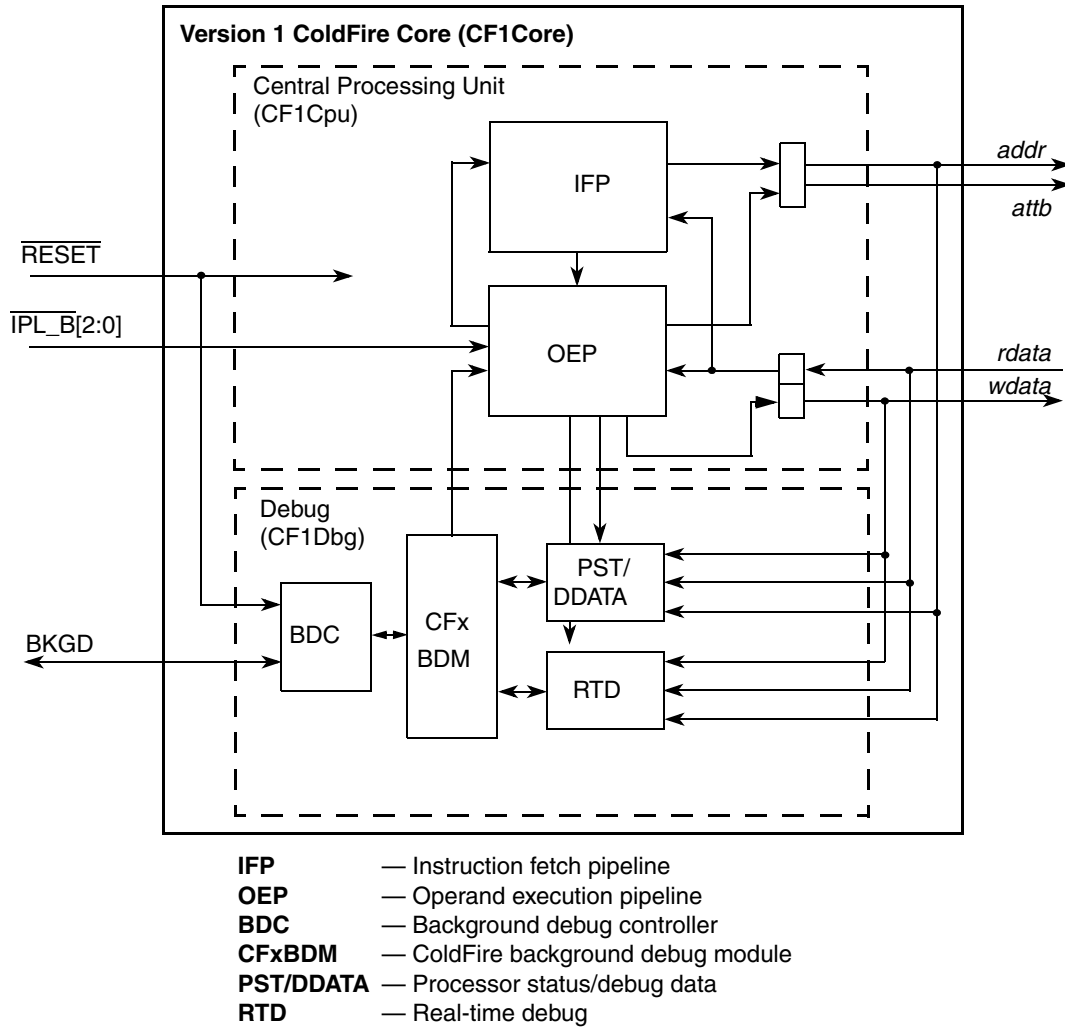 Version 1 ColdFire Core (CF1Core)
Central Processing Unit
(CF1Cpu)
IFP
addr
attb
RESET
IPL_B[2:0]
OEP
rdata
wdata
Debug
(CF1Dbg)
PST/
DDATA
CFx
BDM
BDC
BKGD
RTD
IFP — Instruction fetch pipeline
OEP — Operand execution pipeline
BDC — Background debug controller
CFxBDM — ColdFire background debug module
PST/DDATA — Processor status/debug data
RTD — Real-time debug